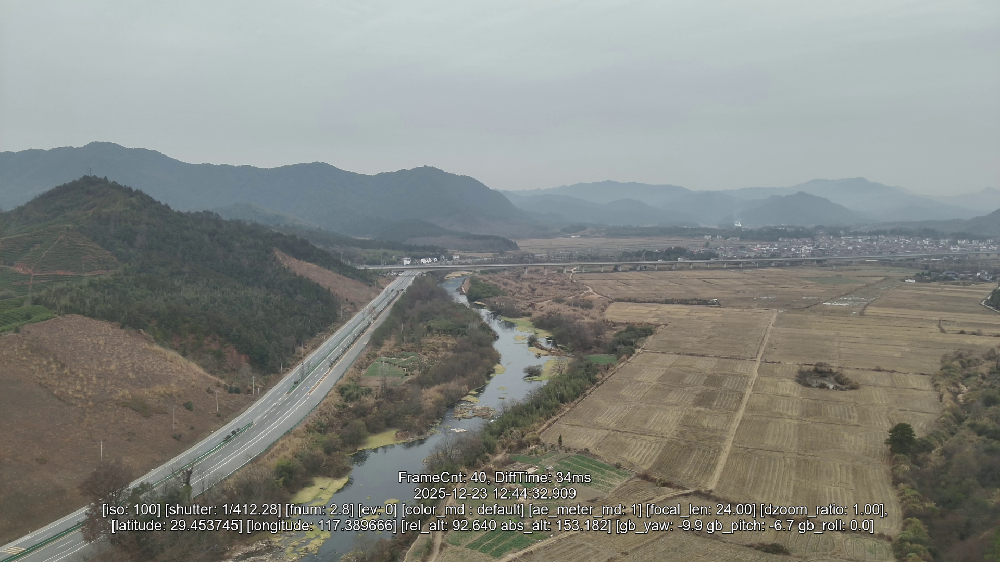 FrameCnt: 40, DiffTime: 34ms
2025-12-23 12:44:32.909
[iso: 100] [shutter: 1/412.28] [fnum: 2.8] [ev: 0] [color_md : default] [ae_meter_md: 1] [focal_len: 24.00] [dzoom_ratio: 1.00],
[latitude: 29.453745] [longitude: 117.389666] [rel_alt: 92.640 abs_alt: 153.182] [gb_yaw: -9.9 gb_pitch: -6.7 gb_roll: 0.0]